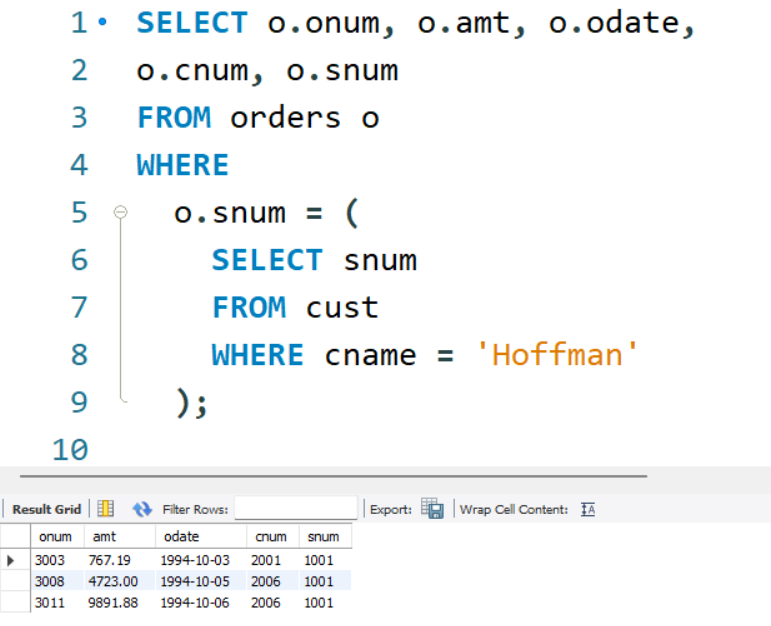 1 SELECT o.onum, o.amt, o.odate,
2 o.cnum, o.snum
3 FROM orders o
4 WHERE
5 o.snum = (
6 SELECT snum
7 FROM cust
8 WHERE cname = 'Hoffman'
9 );
10
Result Grid Filter Rows: Export: Wrap Cell Content: IA
onum amt odate cnum snum
3003 767.19 1994-10-03 2001 1001
3008 4723.00 1994-10-05 2006 1001
3011 9891.88 1994-10-06 2006 1001